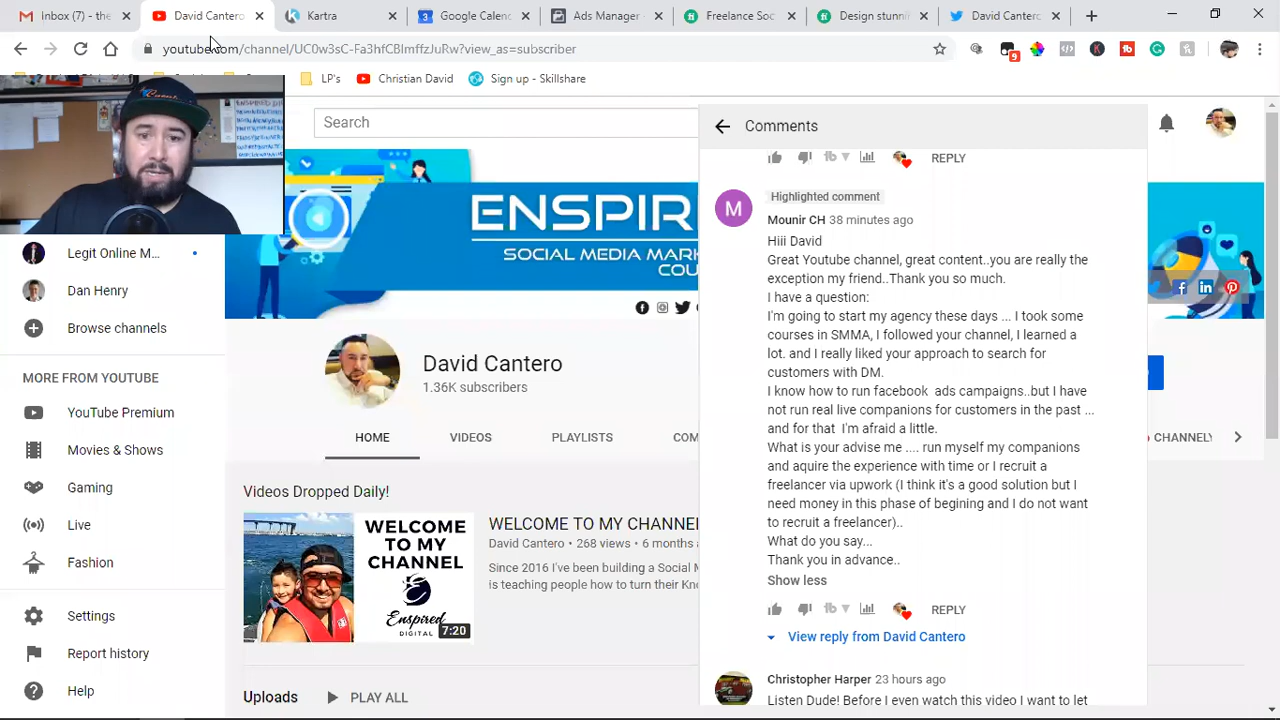 Inbox (7) - the
David Cantero
Kartra
Google Calen
Ads Manager -
Freelance Soc
Design stunni
David Cantero
youtube.com/channel/UC0w3sC-Fa3hfCBlmffzJuRw?view_as=subscriber
9
LP's
Christian David
Sign up - Skillshare
Search
Comments
REPLY
M
Highlighted comment
Mounir CH 38 minutes ago
Hiii David
Great Youtube channel, great content..you are really the
exception my friend..Thank you so much.
I have a question:
I'm going to start my agency these days ... I took some
courses in SMMA, I followed your channel, I learned a
lot. and I really liked your approach to search for
customers with DM.
I know how to run facebook ads campaigns..but I have
not run real live companions for customers in the past ...
and for that I'm afraid a little.
What is your advise me .... run myself my companions
and aquire the experience with time or I recruit a
freelancer via upwork (I think it's a good solution but I
need money in this phase of begining and I do not want
to recruit a freelancer)..
What do you say...
Thank you in advance..
Show less
REPLY
View reply from David Cantero
Christopher Harper 23 hours ago
Listen Dude! Before I even watch this video I want to let
ENSPIR
SOCIAL MEDIA MAR
COU
Legit Online M...
Dan Henry
Browse channels
MORE FROM YOUTUBE
YouTube Premium
Movies & Shows
Gaming
Live
Fashion
Settings
Report history
Help
David Cantero
1.36K subscribers
HOME
VIDEOS
PLAYLISTS
COM
CHANNELS
Videos Dropped Daily!
WELCOME
TO MY
CHANNEL
Enspired
DIGITAL
7:20
WELCOME TO MY CHANNE
David Cantero • 268 views • 6 months a
Since 2016 I've been building a Social M
is teaching people how to turn their Kno
Uploads
PLAY ALL